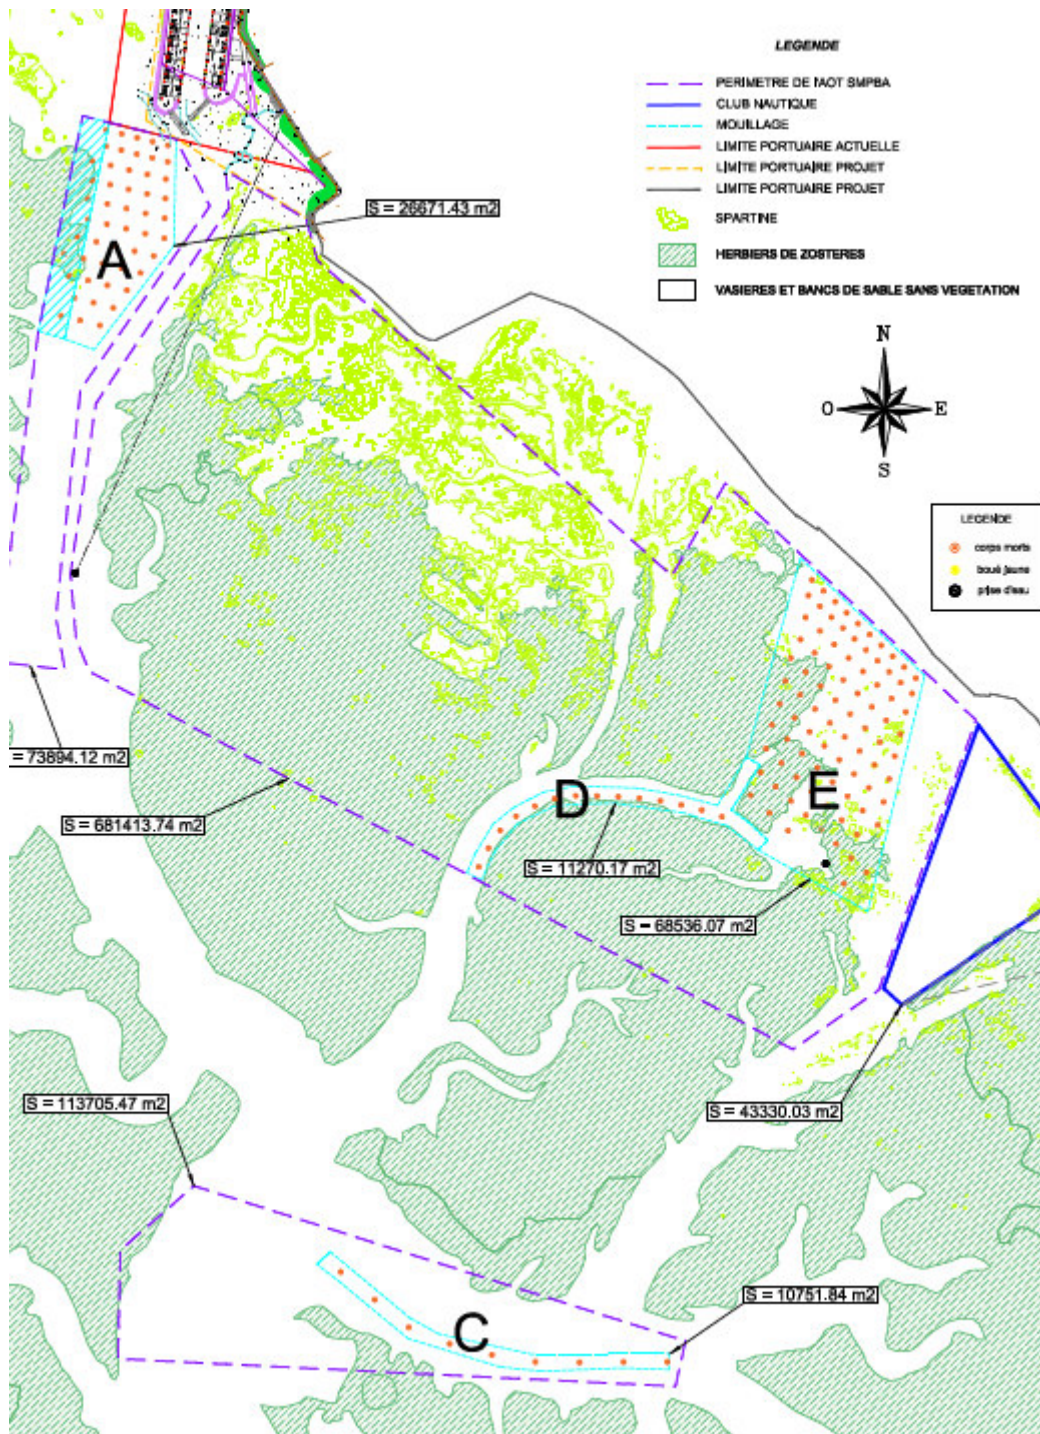 LEGENDE
PERIMETRE DE l'AOT SMPBA
CLUB NAUTIQUE
MOUILLAGE
LIMITE PORTUAIRE ACTUELLE
LIMITE PORTUAIRE PROJET
LIMITE PORTUAIRE PROJET
SPARTINE
HERBIERS DE ZOSTERES
VASIERES ET BANCS DE SABLE SANS VEGETATION
S = 26671.43 m2
A
N
O
E
S
LEGENDE
corps morts
boué jaune
prise d'eau
= 73894.12 m2
S = 681413.74 m2
D
E
S = 11270.17 m2
S = 68536.07 m2
S = 113705.47 m2
S = 43330.03 m2
S = 10751.84 m2
C